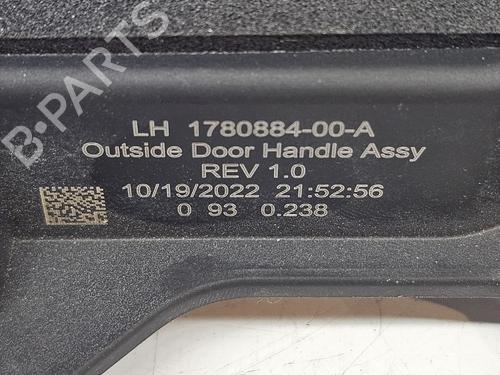 LH 1780884-00-A
Outside Door Handle Assy
REV 1.0
10/19/2022 21:52:56
0 93 0.238
B-PARTS